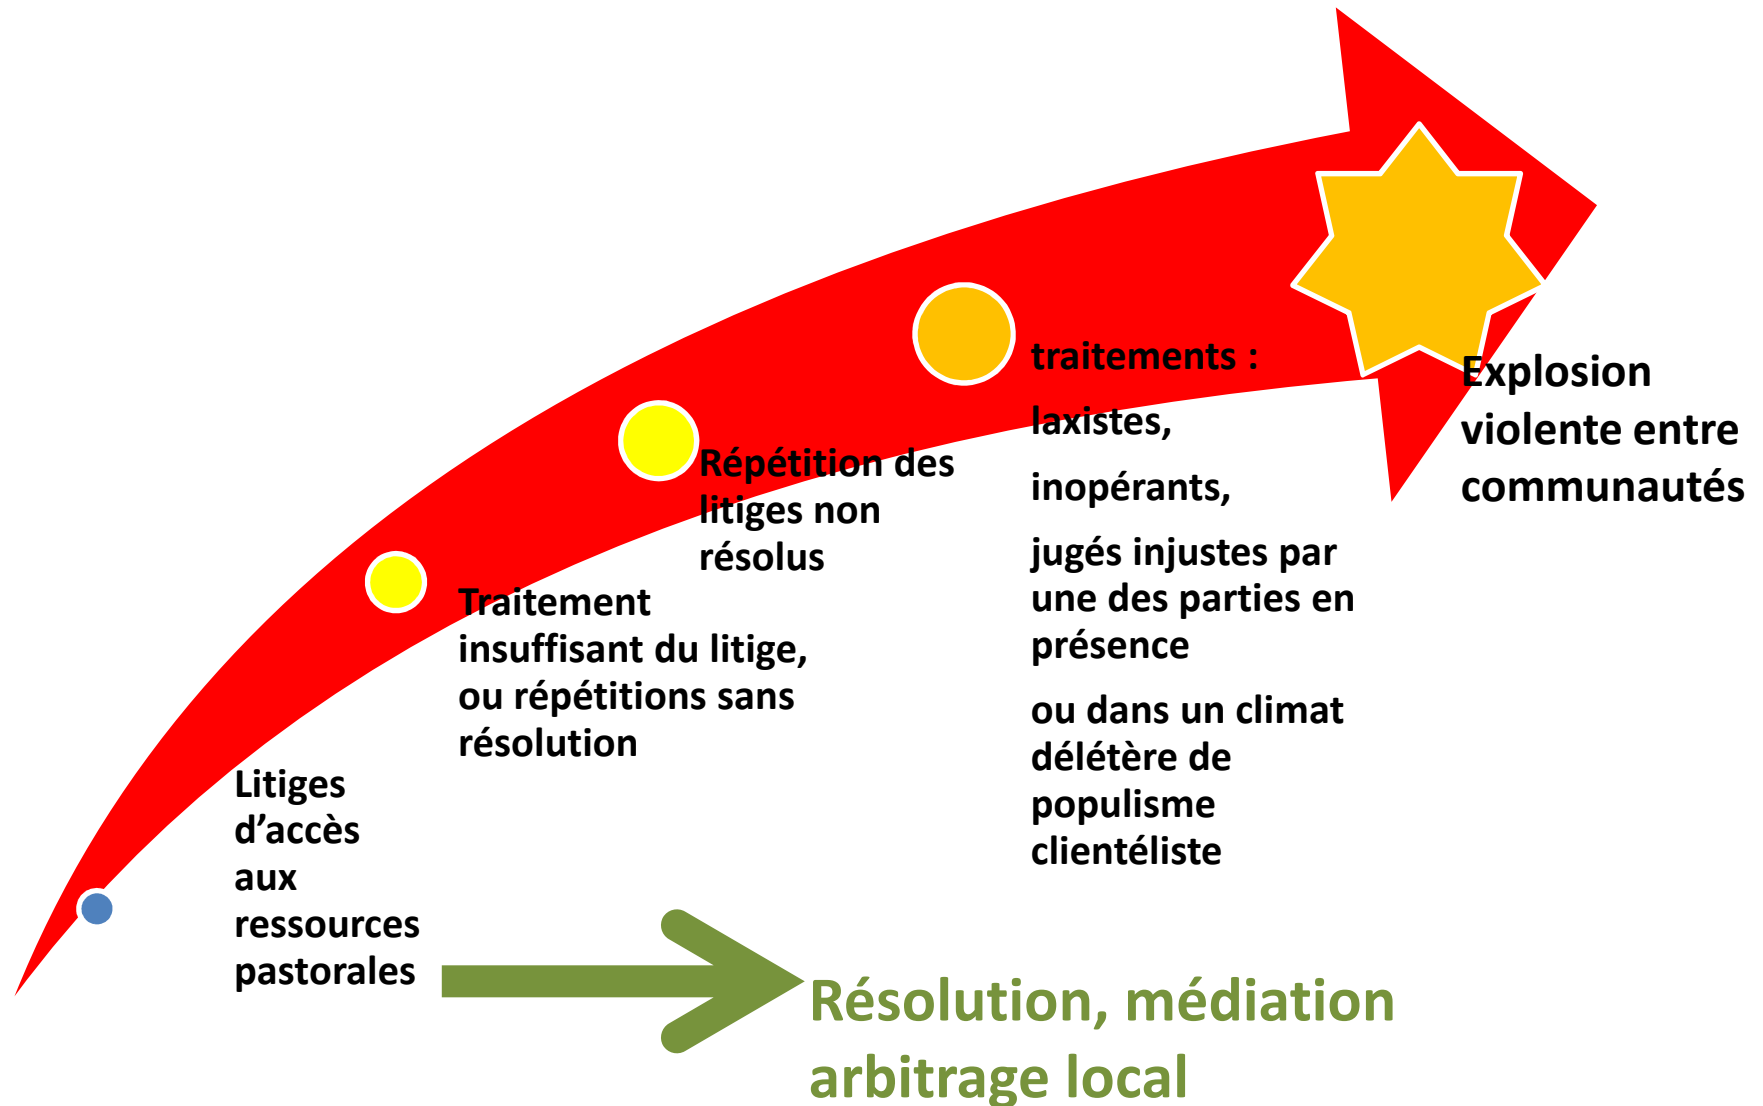 Litiges
d’accès
aux
ressources
pastorales
Traitement
insuffisant du litige,
ou répétitions sans
résolution
Répétition des
litiges non
résolus
traitements :
laxistes,
inopérants,
jugés injustes par
une des parties en
présence
ou dans un climat
délétère de
populisme
clientéliste
Explosion
violente entre
communautés
Résolution, médiation
arbitrage local